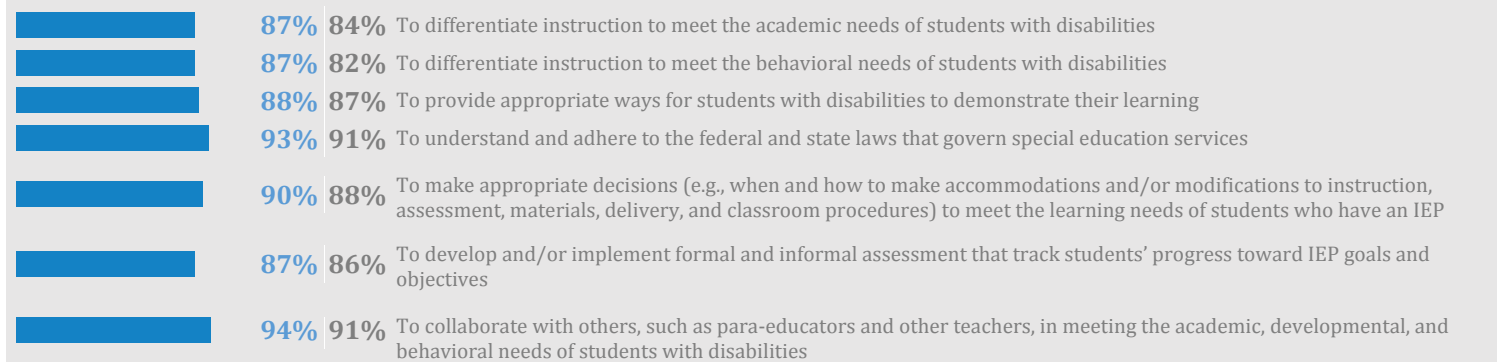 87% 84% To differentiate instruction to meet the academic needs of students with disabilities
87% 82% To differentiate instruction to meet the behavioral needs of students with disabilities
88% 87% To provide appropriate ways for students with disabilities to demonstrate their learning
93% 91% To understand and adhere to the federal and state laws that govern special education services
90% 88% To make appropriate decisions (e.g., when and how to make accommodations and/or modifications to instruction,
assessment, materials, delivery, and classroom procedures) to meet the learning needs of students who have an IEP
87% 86% To develop and/or implement formal and informal assessment that track students’ progress toward IEP goals and
objectives
94% 91% To collaborate with others, such as para-educators and other teachers, in meeting the academic, developmental, and
behavioral needs of students with disabilities